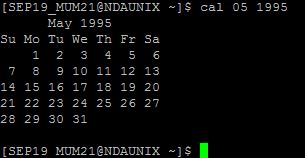 [SEP19_MUM21@NDAUNIX ~]$ cal 05 1995
      May 1995
Su Mo Tu We Th Fr Sa
    1  2  3  4  5  6
 7  8  9 10 11 12 13
14 15 16 17 18 19 20
21 22 23 24 25 26 27
28 29 30 31
[SEP19_MUM21@NDAUNIX ~]$